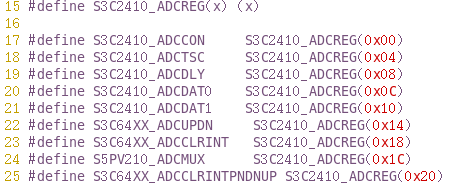 15 #define S3C2410_ADCREG(x) (x)
16
17 #define S3C2410_ADCCON     S3C2410_ADCREG(0x00)
18 #define S3C2410_ADCTSC     S3C2410_ADCREG(0x04)
19 #define S3C2410_ADCDLY     S3C2410_ADCREG(0x08)
20 #define S3C2410_ADCDAT0    S3C2410_ADCREG(0x0C)
21 #define S3C2410_ADCDAT1    S3C2410_ADCREG(0x10)
22 #define S3C64XX_ADCUPDN     S3C2410_ADCREG(0x14)
23 #define S3C64XX_ADCCLRINT   S3C2410_ADCREG(0x18)
24 #define S5PV210_ADCMUX      S3C2410_ADCREG(0x1C)
25 #define S3C64XX_ADCCLRINTPNDNUP S3C2410_ADCREG(0x20)